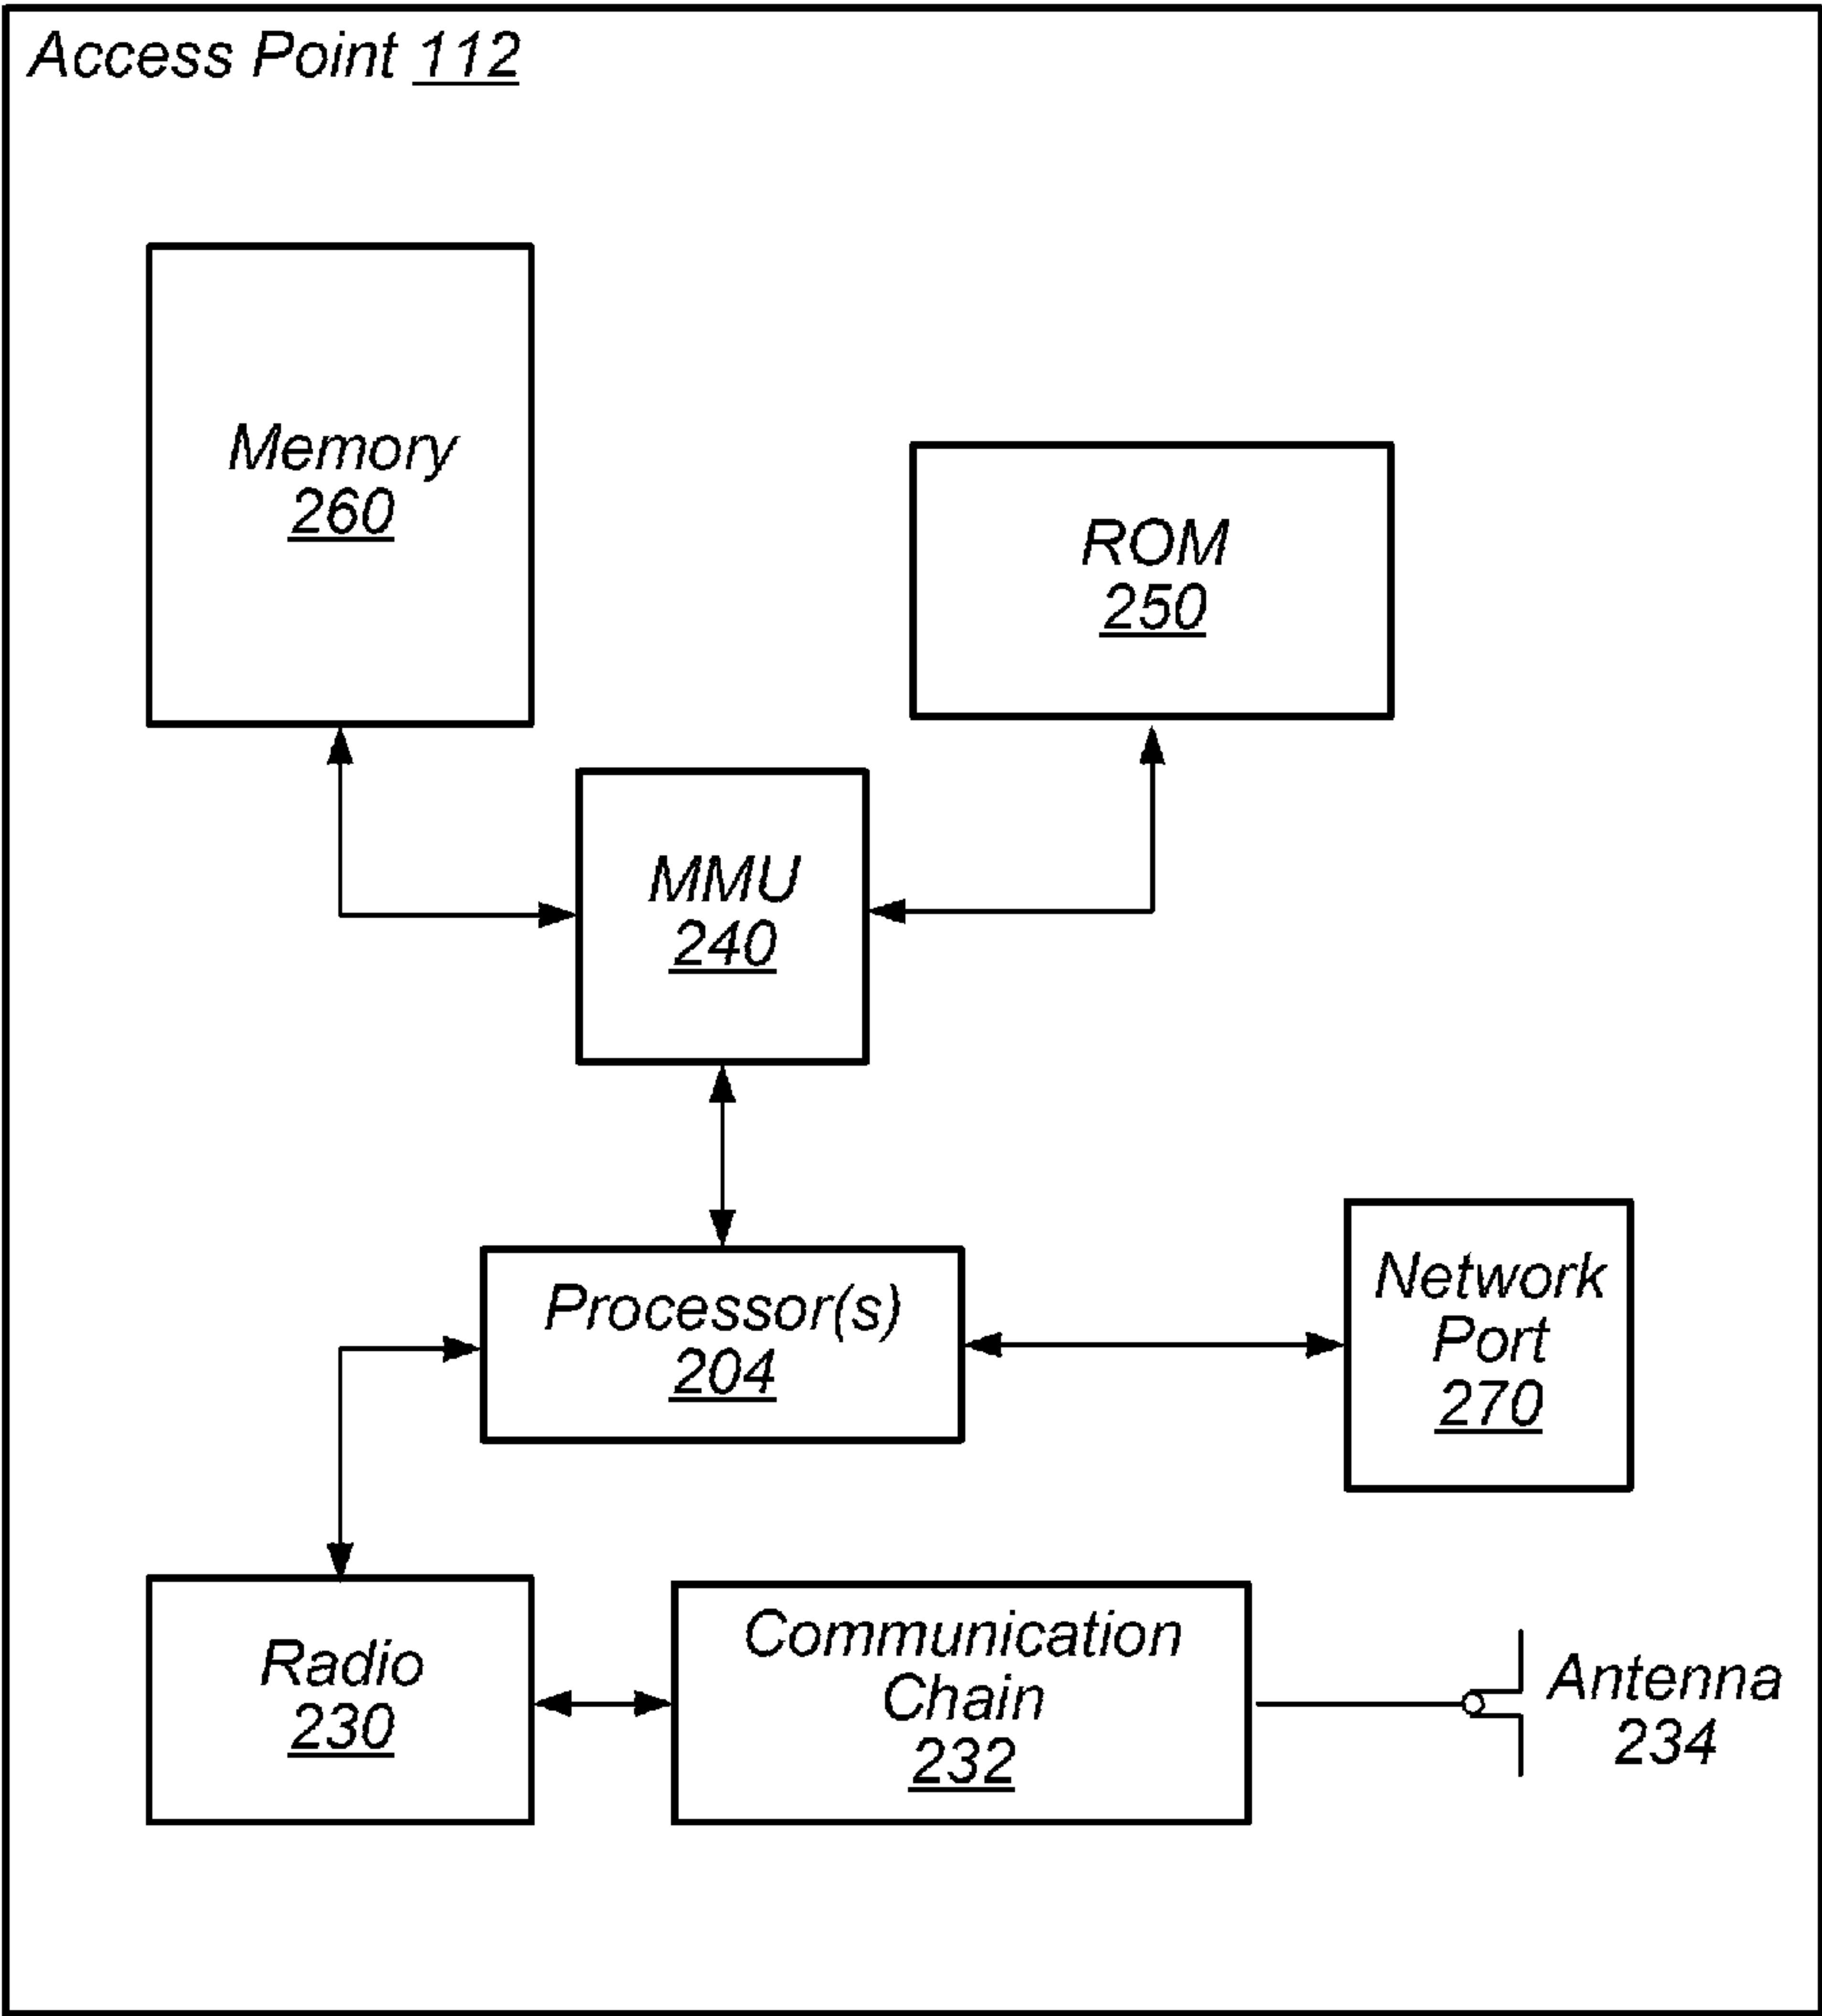 Access Point 112
Memory
260
ROM
250
MMU
240
Processor(s)
204
Network
Port
270
Radio
230
Communication
Chain
232
Antenna
234